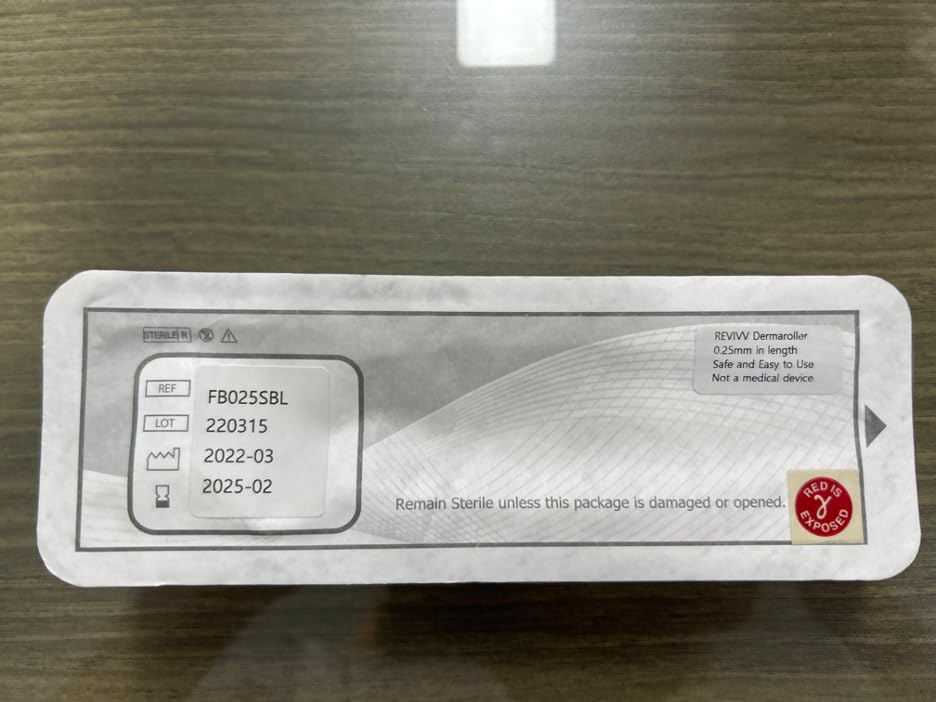 STERILE R
REF FB025SBL
LOT 220315
2022-03
2025-02
REVIVV Dermaroller
0.25mm in length
Safe and Easy to Use
Not a medical device
Remain Sterile unless this package is damaged or opened.
RED IS
γ
EXPOSED